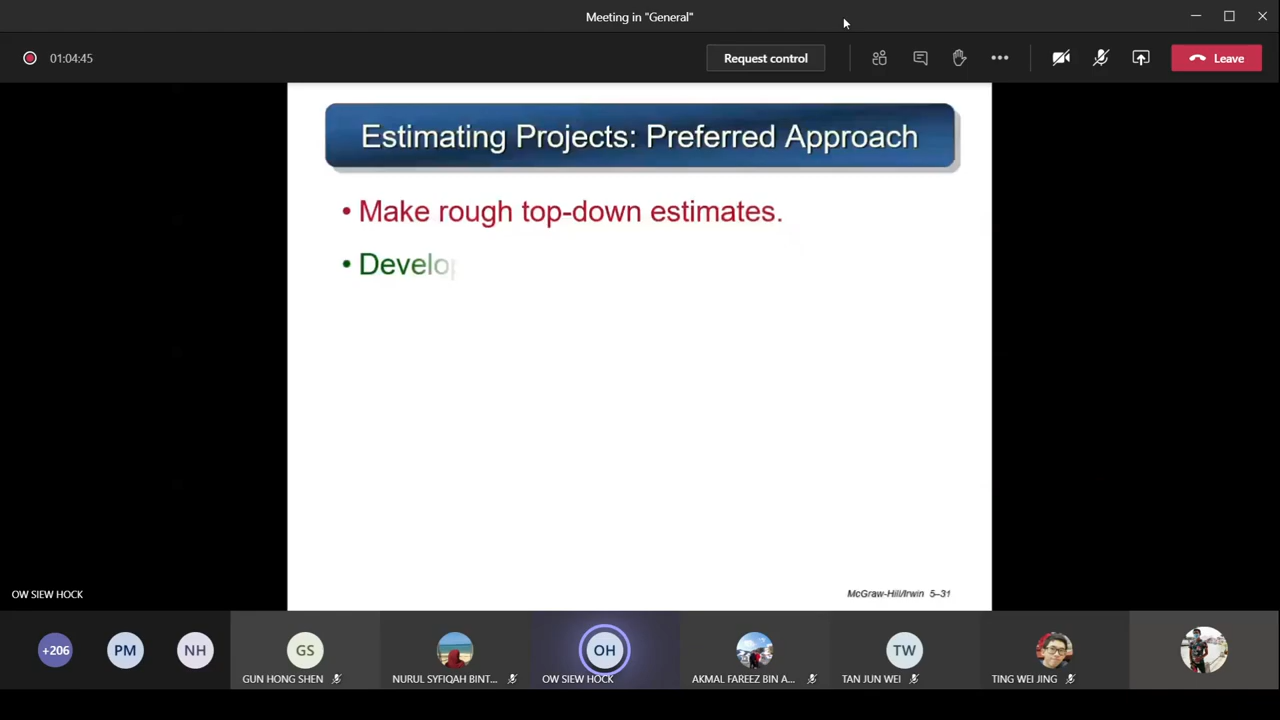 Meeting in "General"
01:04:45
Request control
Leave
Estimating Projects: Preferred Approach
• Make rough top-down estimates.
• Develop
McGraw-Hill/Irwin 5–31
OW SIEW HOCK
+206
PM
NH
GS
OH
TW
GUN HONG SHEN
NURUL SYFIQAH BINT...
OW SIEW HOCK
AKMAL FAREEZ BIN A...
TAN JUN WEI
TING WEI JING